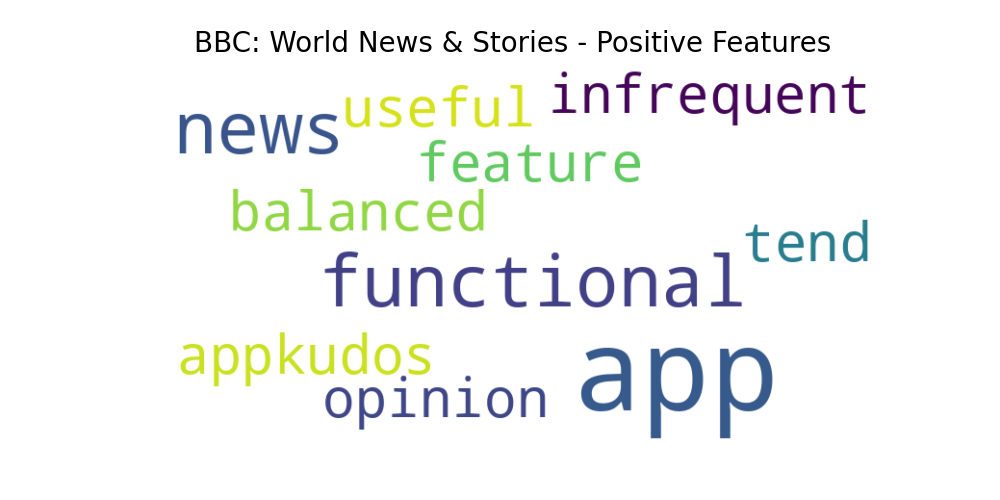 BBC: World News & Stories - Positive Features
infrequent
useful
news
feature
balanced
tend
functional
appkudos
app
opinion